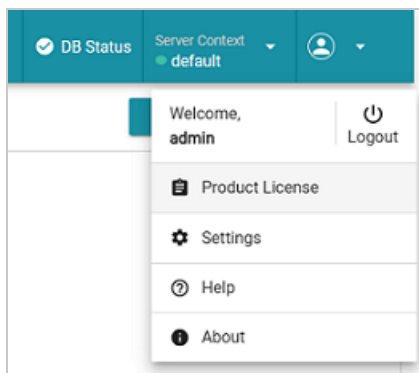 DB Status
Server Context
default
Welcome,
admin
Logout
Product License
Settings
Help
About